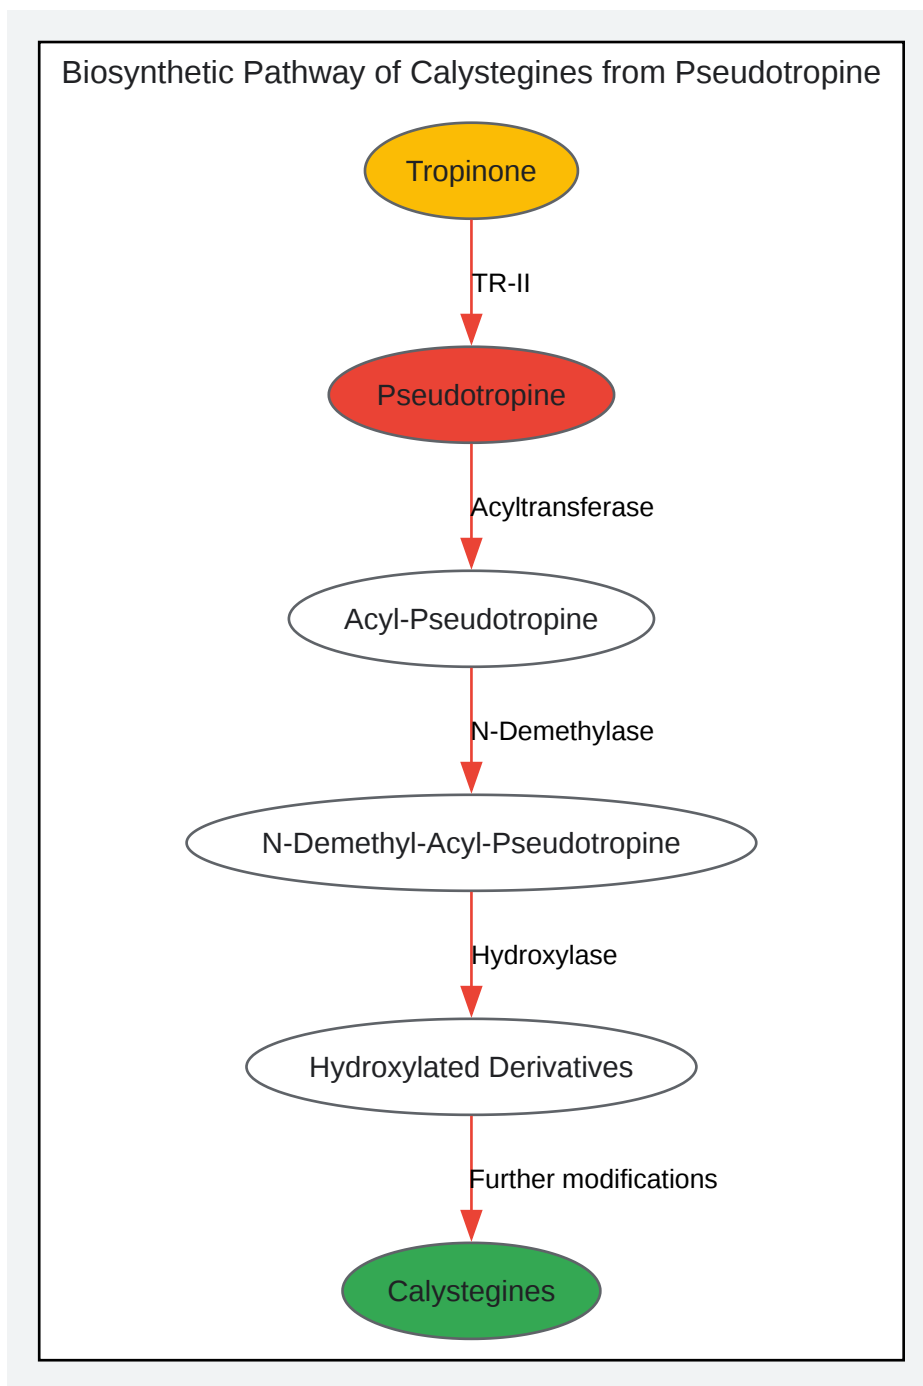 Biosynthetic Pathway of Calystegines from Pseudotropine
Tropinone
TR-II
Pseudotropine
Acyltransferase
Acyl-Pseudotropine
N-Demethylase
N-Demethyl-Acyl-Pseudotropine
Hydroxylase
Hydroxylated Derivatives
Further modifications
Calystegines